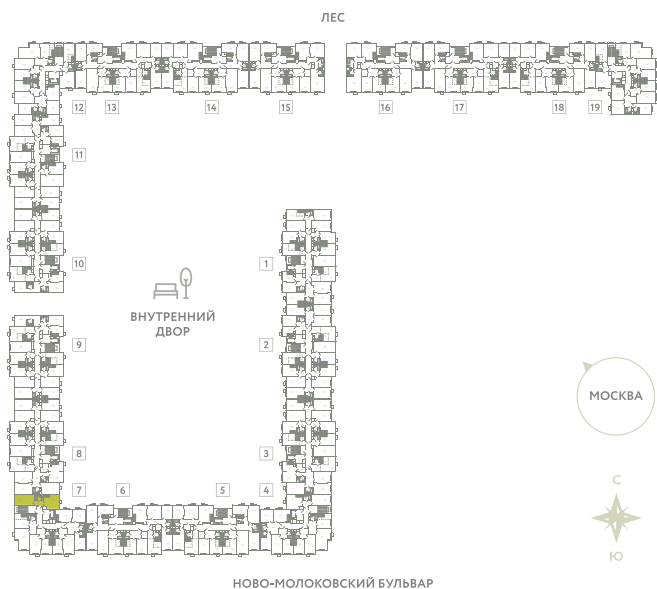 ЛЕС
12 13 14 15 16 17 18 19
11
10 1
ВНУТРЕННИЙ
ДВОР
9 2
МОСКВА
8 3
7 6 5 4
С
Ю
НОВО-МОЛОКОВСКИЙ БУЛЬВАР